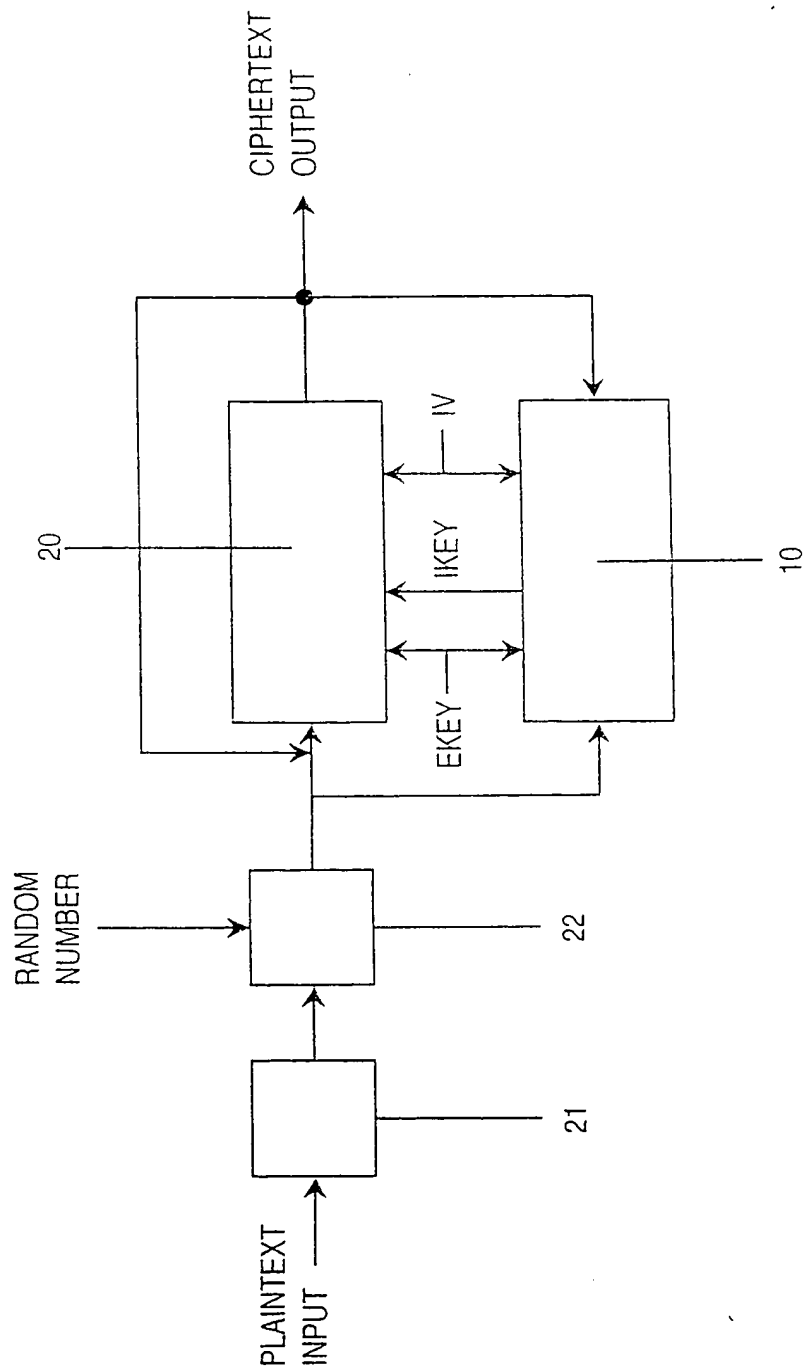 PLAINTEXT
INPUT
21
RANDOM
NUMBER
22
20
EKEY
IKEY
IV
10
CIPHERTEXT
OUTPUT